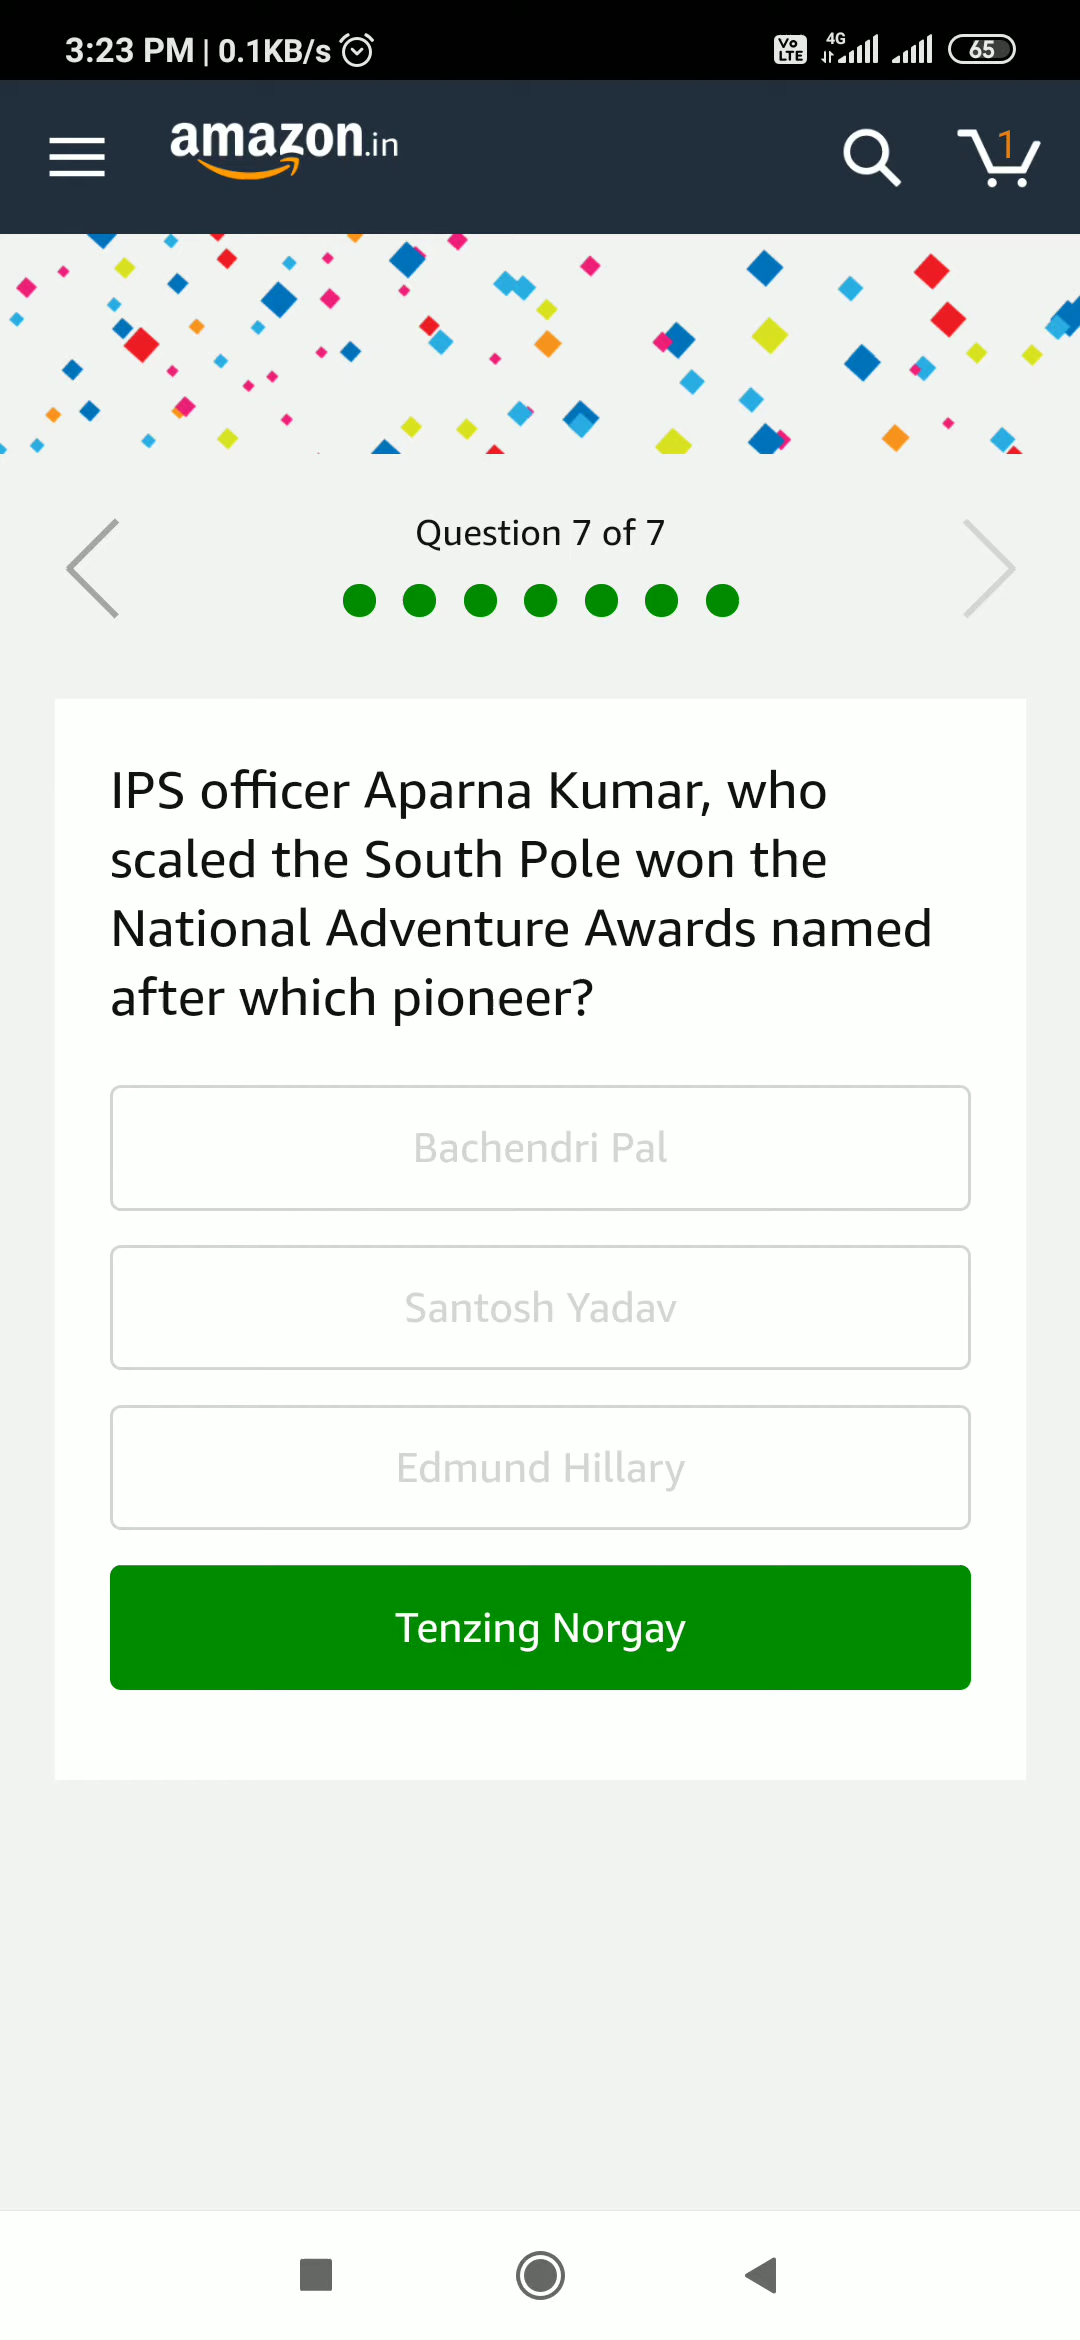 3:23 PM | 0.1KB/s
Vo LTE 4G 65
amazon.in
1
Question 7 of 7
IPS officer Aparna Kumar, who
scaled the South Pole won the
National Adventure Awards named
after which pioneer?
Bachendri Pal
Santosh Yadav
Edmund Hillary
Tenzing Norgay